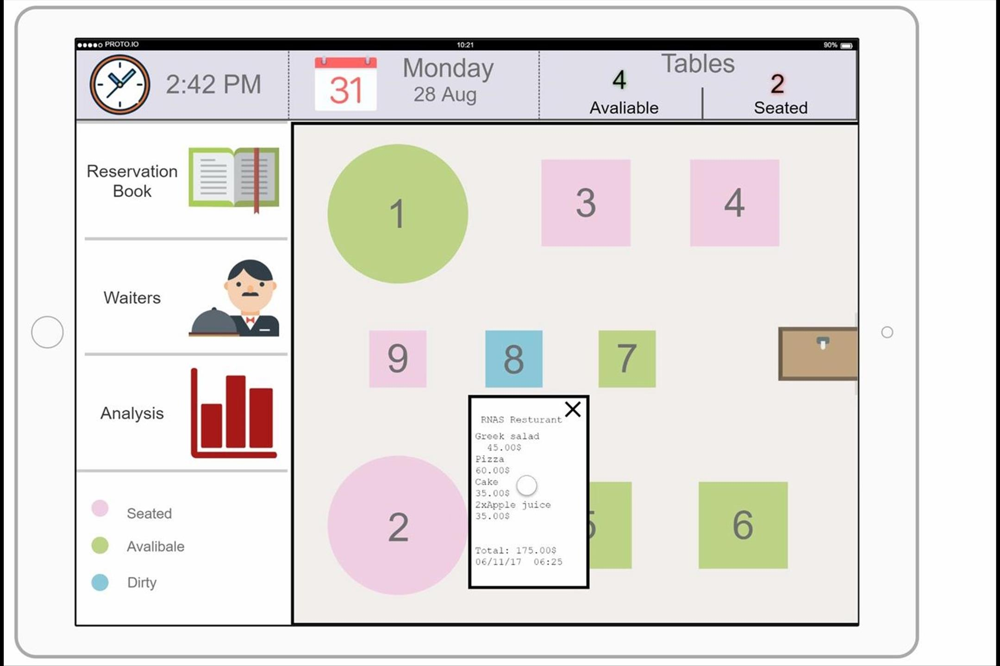 PROTO.IO
10:21
90%
2:42 PM
31
Monday
28 Aug
Tables
4
Avaliable
2
Seated
Reservation
Book
Waiters
Analysis
Seated
Avalibale
Dirty
1
3
4
9
8
7
RNAS Resturant
Greek salad
45.00$
Pizza
60.00$
Cake
35.00$
2xApple juice
35.00$
Total: 175.00$
06/11/17 06:25
2
5
6